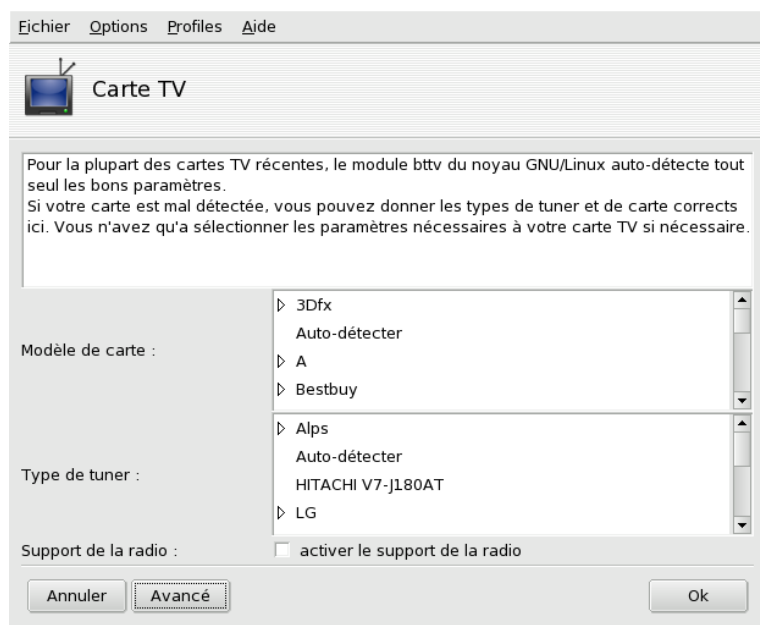 Fichier Options Profiles Aide
Carte TV
Pour la plupart des cartes TV récentes, le module bttv du noyau GNU/Linux auto-détecte tout
seul les bons paramètres.
Si votre carte est mal détectée, vous pouvez donner les types de tuner et de carte corrects
ici. Vous n'avez qu'a sélectionner les paramètres nécessaires à votre carte TV si nécessaire.
Modèle de carte :
3Dfx
Auto-détecter
A
Bestbuy
Type de tuner :
Alps
Auto-détecter
HITACHI V7-J180AT
LG
Support de la radio : activer le support de la radio
Annuler Avancé Ok